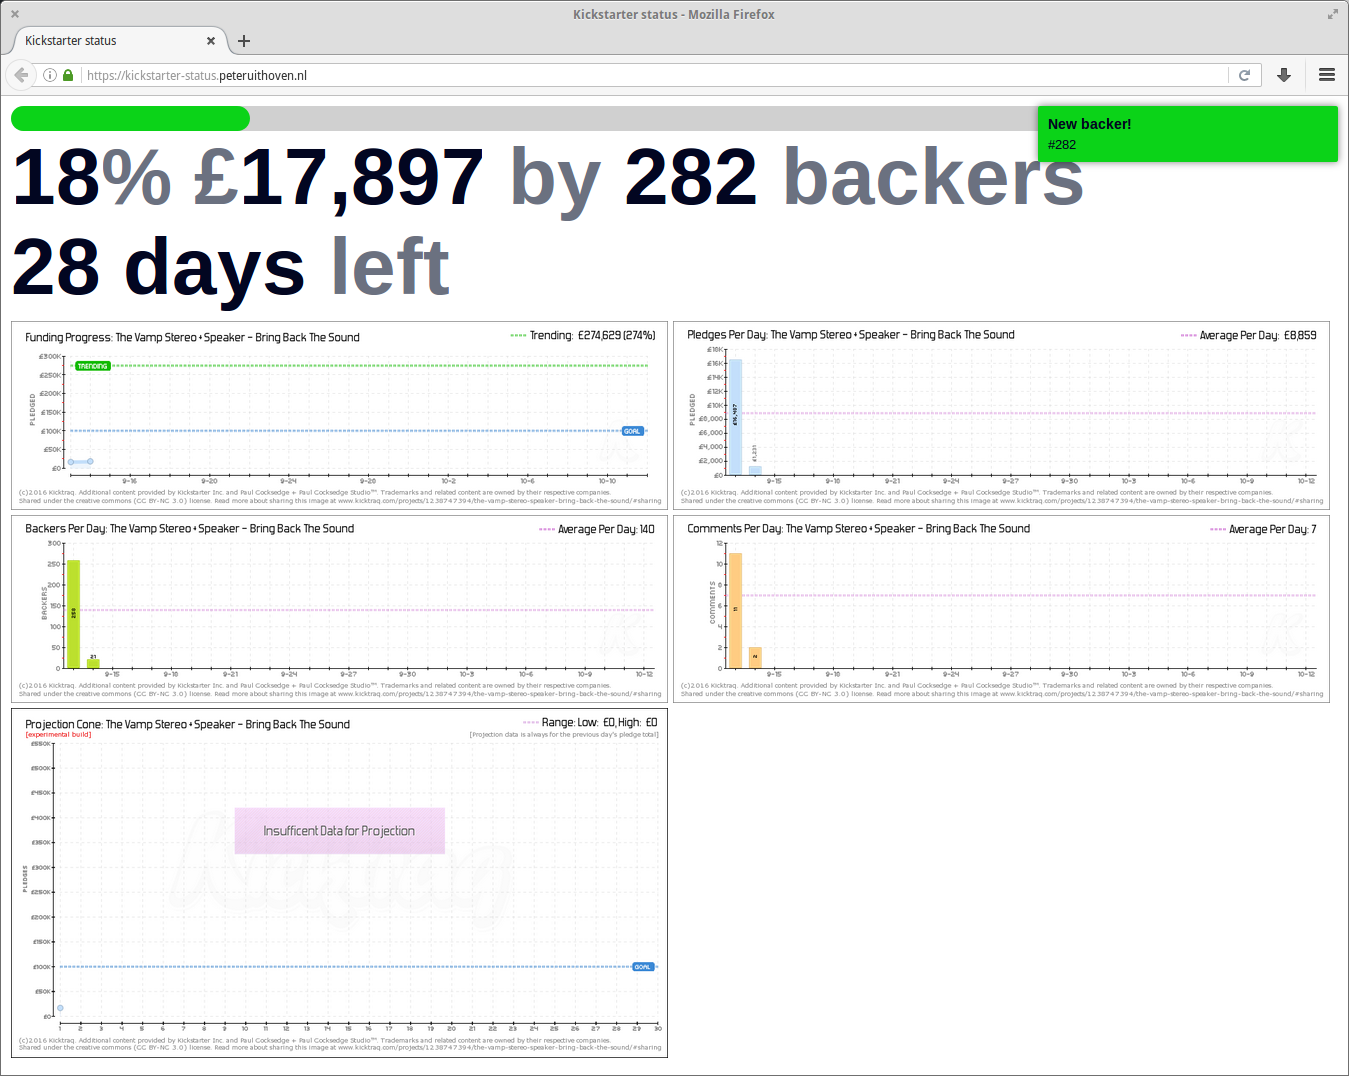 Kickstarter status - Mozilla Firefox
Kickstarter status
https://kickstarter-status.peteruithoven.nl
New backer!
#282
18% £17,897 by 282 backers
28 days left
Funding Progress: The Vamp Stereo + Speaker - Bring Back The Sound
Trending: £274,629 (274%)
PLEDGED
£300K
TRENDING
£250K
£200K
£150K
£100K
GOAL
£50K
£0
9-16 9-20 9-24 9-28 10-2 10-6 10-10
(c)2016 Kicktraq. Additional content provided by Kickstarter Inc. and Paul Cocksedge + Paul Cocksedge Studio™. Trademarks and related content are owned by their respective companies.
Shared under the creative commons (CC BY-NC 3.0) license. Read more about sharing this image at www.kicktraq.com/projects/1238747394/the-vamp-stereo-speaker-bring-back-the-sound/#sharing
Pledges Per Day: The Vamp Stereo + Speaker - Bring Back The Sound
Average Per Day: £8,859
PLEDGED
£18K
£16K
£14K
£12K
£10K
£8,000
£6,000
£4,000
£2,000
£0
9-15 9-18 9-21 9-24 9-27 9-30 10-3 10-6 10-9 10-12
(c)2016 Kicktraq. Additional content provided by Kickstarter Inc. and Paul Cocksedge + Paul Cocksedge Studio™. Trademarks and related content are owned by their respective companies.
Shared under the creative commons (CC BY-NC 3.0) license. Read more about sharing this image at www.kicktraq.com/projects/1238747394/the-vamp-stereo-speaker-bring-back-the-sound/#sharing
Backers Per Day: The Vamp Stereo + Speaker - Bring Back The Sound
Average Per Day: 140
BACKERS
300
250
200
150
100
50
0
21
9-15 9-18 9-21 9-24 9-27 9-30 10-3 10-6 10-9 10-12
(c)2016 Kicktraq. Additional content provided by Kickstarter Inc. and Paul Cocksedge + Paul Cocksedge Studio™. Trademarks and related content are owned by their respective companies.
Shared under the creative commons (CC BY-NC 3.0) license. Read more about sharing this image at www.kicktraq.com/projects/1238747394/the-vamp-stereo-speaker-bring-back-the-sound/#sharing
Comments Per Day: The Vamp Stereo + Speaker - Bring Back The Sound
Average Per Day: 7
COMMENTS
12
10
8
6
4
2
0
11
2
9-15 9-18 9-21 9-24 9-27 9-30 10-3 10-6 10-9 10-12
(c)2016 Kicktraq. Additional content provided by Kickstarter Inc. and Paul Cocksedge + Paul Cocksedge Studio™. Trademarks and related content are owned by their respective companies.
Shared under the creative commons (CC BY-NC 3.0) license. Read more about sharing this image at www.kicktraq.com/projects/1238747394/the-vamp-stereo-speaker-bring-back-the-sound/#sharing
Projection Cone: The Vamp Stereo + Speaker - Bring Back The Sound
Range: Low: £0, High: £0
[experimental build]
[Projection data is always for the previous day's pledge total]
PLEDGES
£550K
£500K
£450K
£400K
Insufficent Data for Projection
£350K
£300K
£250K
£200K
£150K
£100K
GOAL
£50K
£0
1 2 3 4 5 6 7 8 9 10 11 12 13 14 15 16 17 18 19 20 21 22 23 24 25 26 27 28 29 30
(c)2016 Kicktraq. Additional content provided by Kickstarter Inc. and Paul Cocksedge + Paul Cocksedge Studio™. Trademarks and related content are owned by their respective companies.
Shared under the creative commons (CC BY-NC 3.0) license. Read more about sharing this image at www.kicktraq.com/projects/1238747394/the-vamp-stereo-speaker-bring-back-the-sound/#sharing